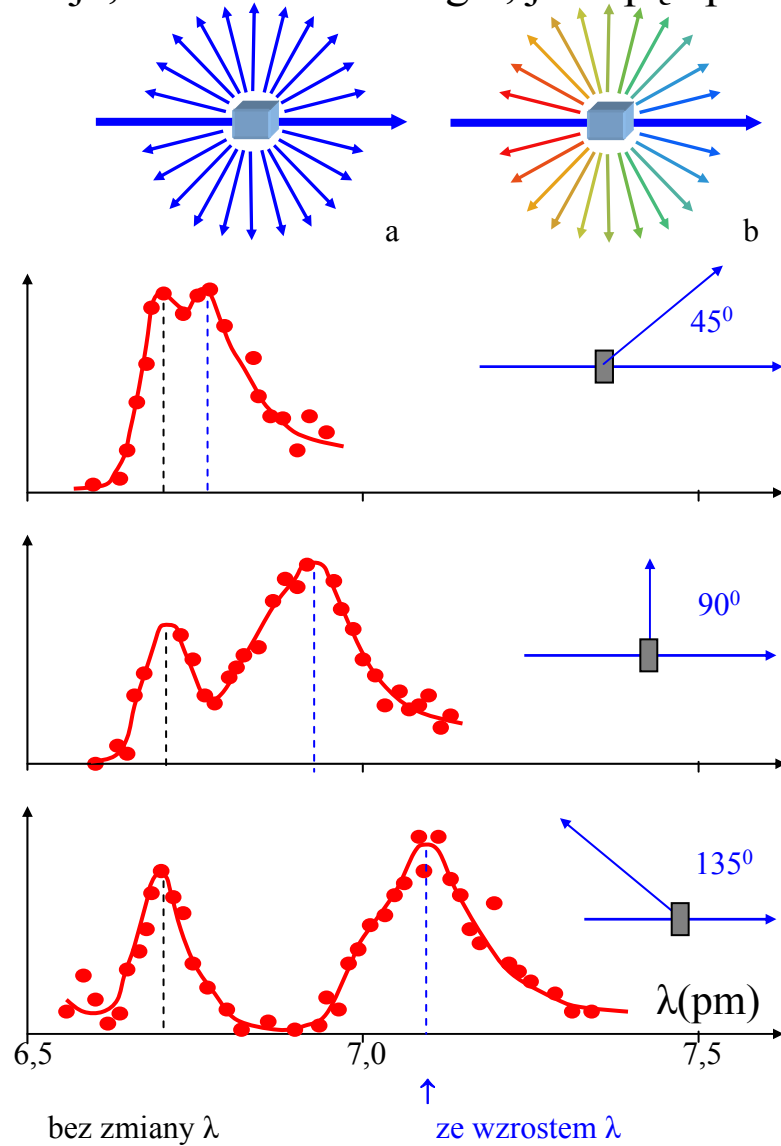 a
b
45⁰
90⁰
135⁰
λ(pm)
6,5 7,0 7,5
↑
bez zmiany λ ze wzrostem λ